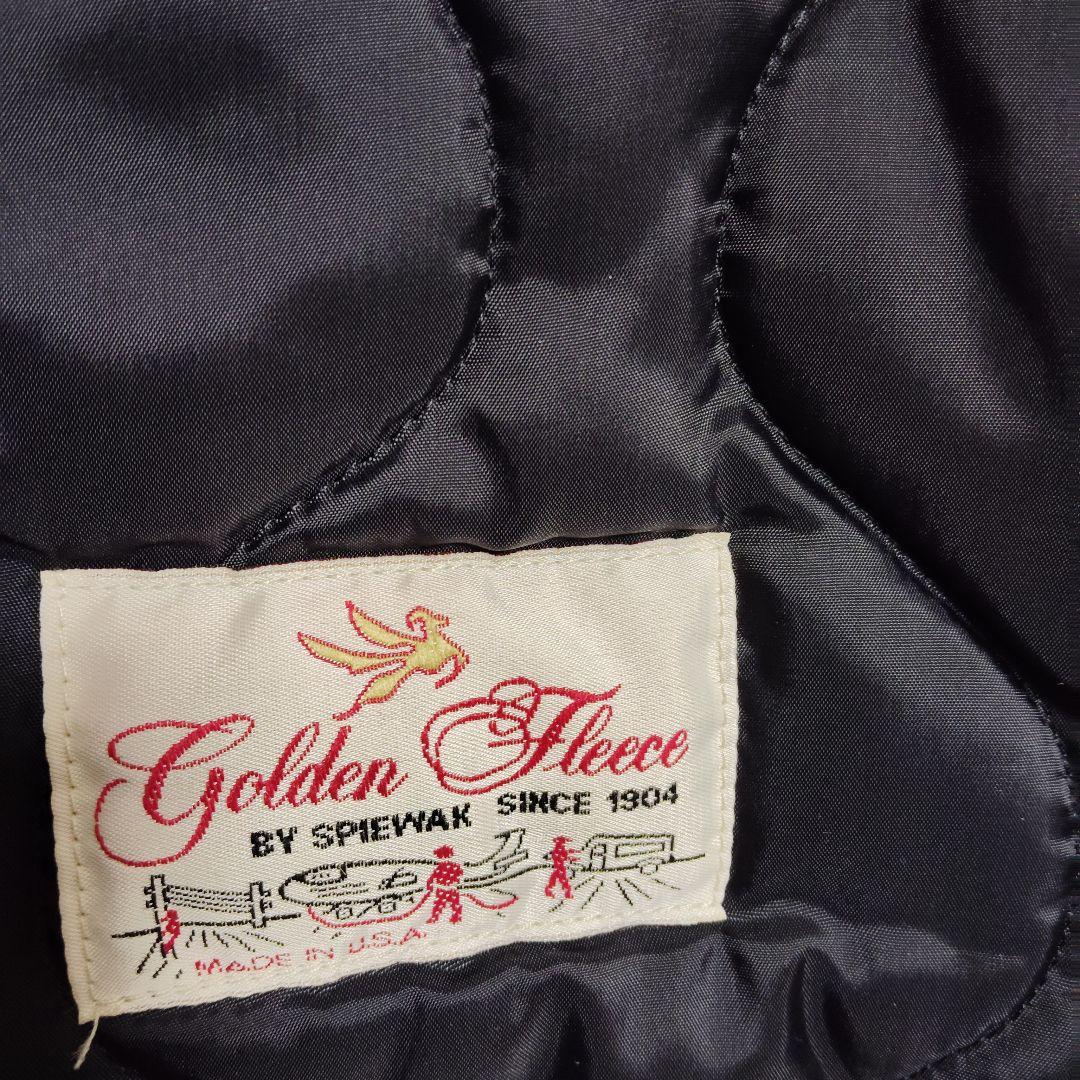 Golden Fleece
BY SPIEWAK SINCE 1904
MADE IN U.S.A.